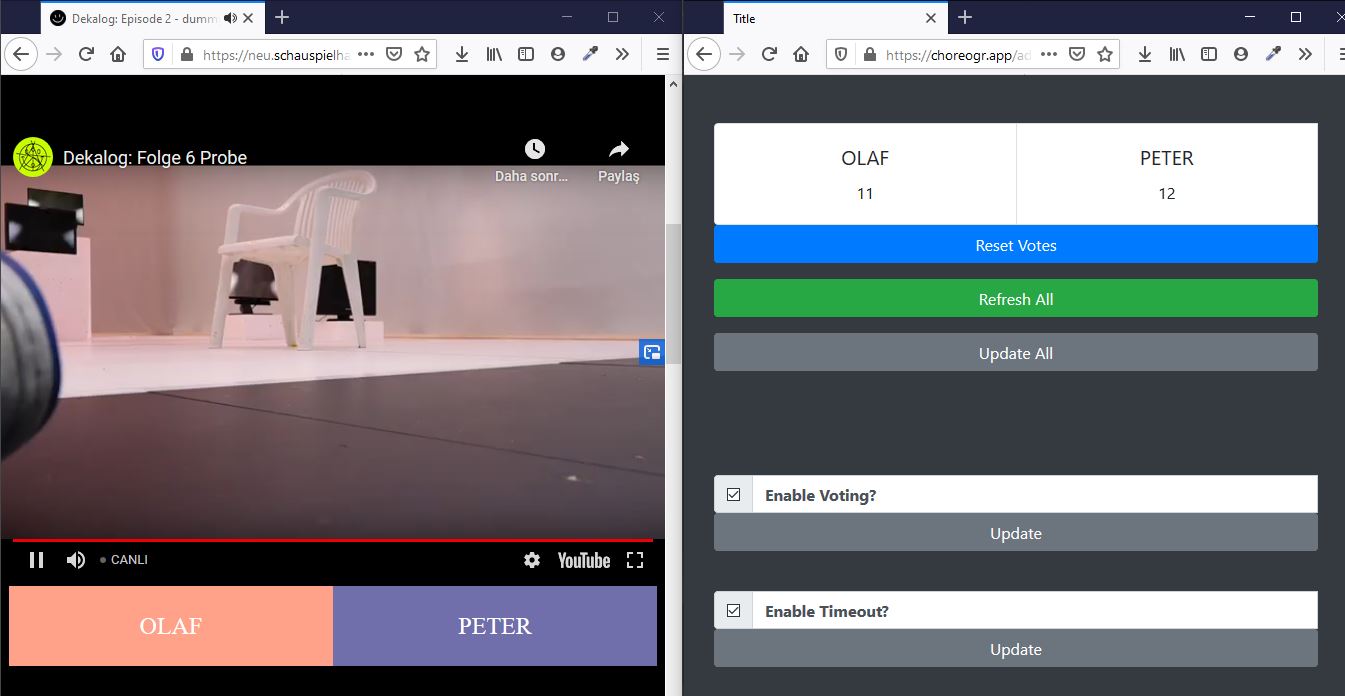 Dekalog: Episode 2 - dumm
https://neu.schauspielha
Dekalog: Folge 6 Probe
Daha sonr...
Paylaş
CANLI
YouTube
OLAF
PETER
Title
https://choreogr.app/ad
OLAF
PETER
11
12
Reset Votes
Refresh All
Update All
Enable Voting?
Update
Enable Timeout?
Update